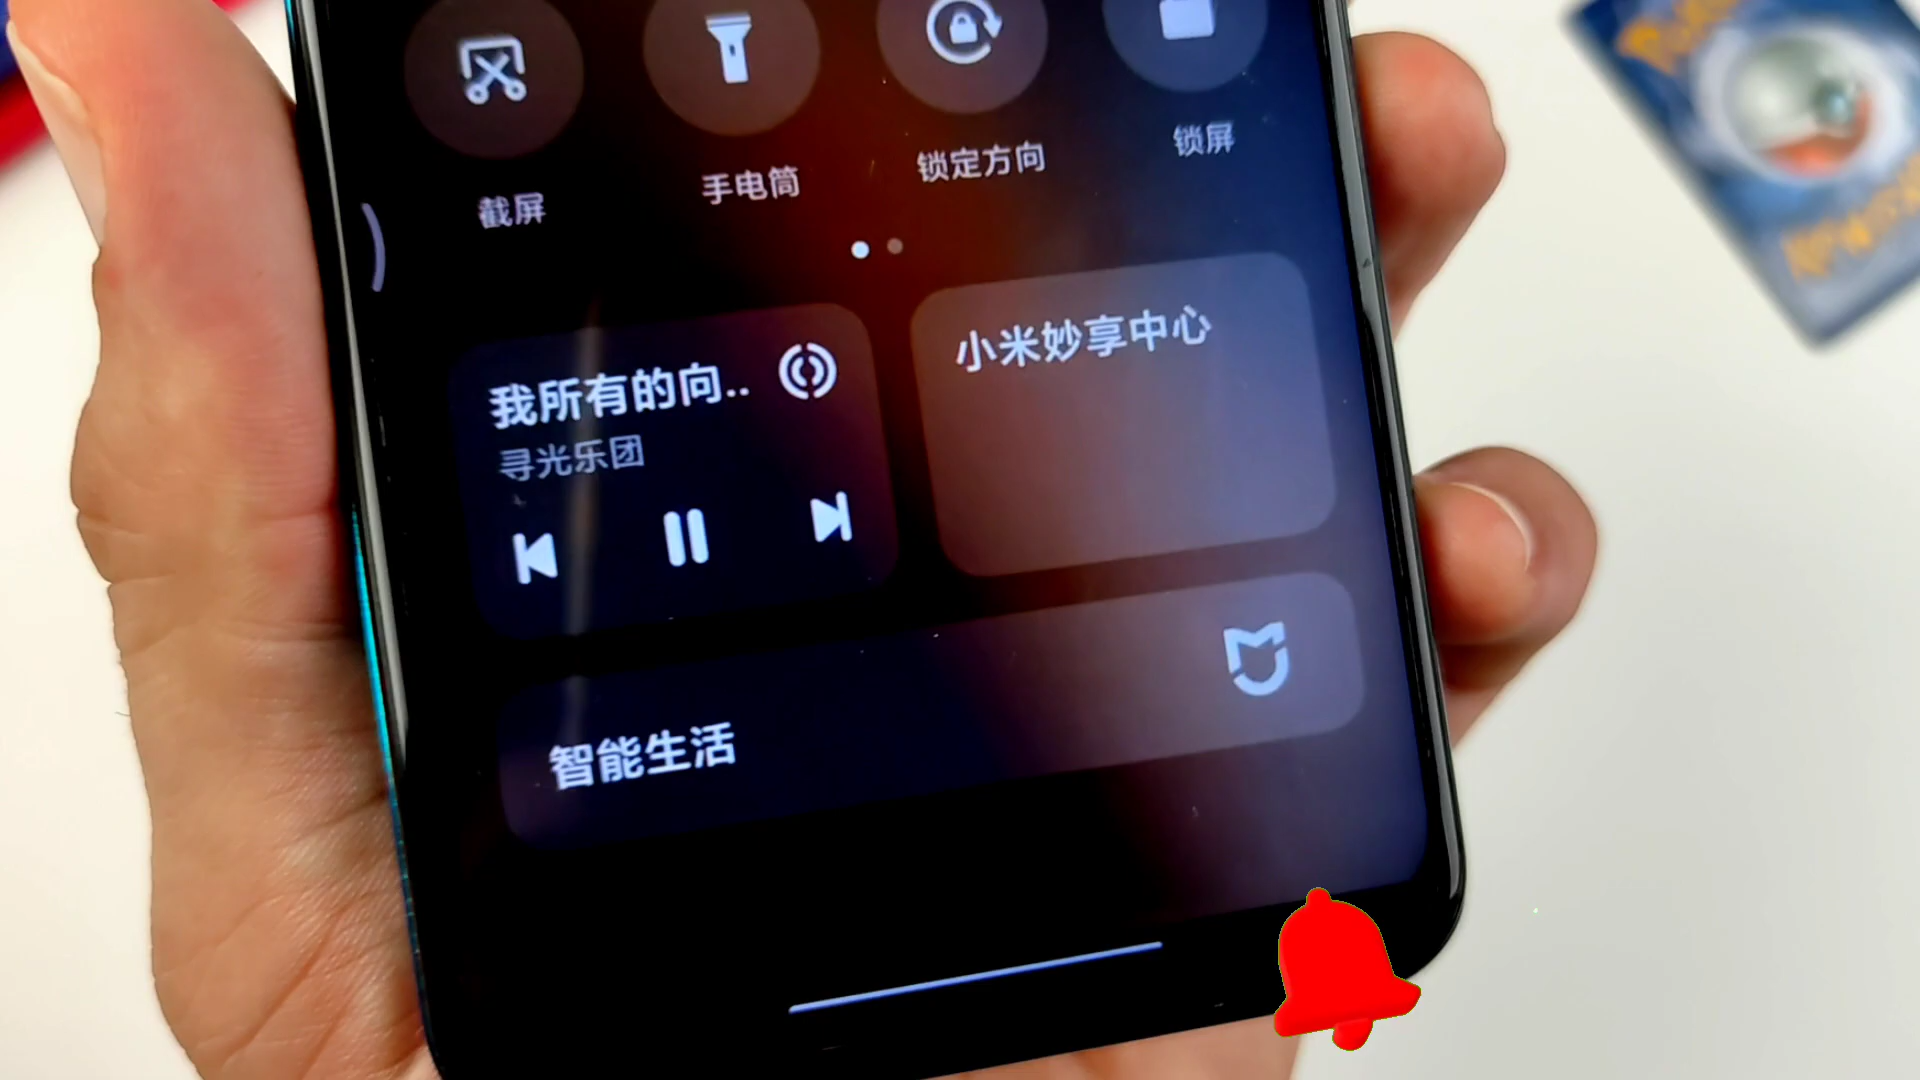 截屏
手电筒
锁定方向
锁屏
我所有的向..
寻光乐团
小米妙享中心
智能生活